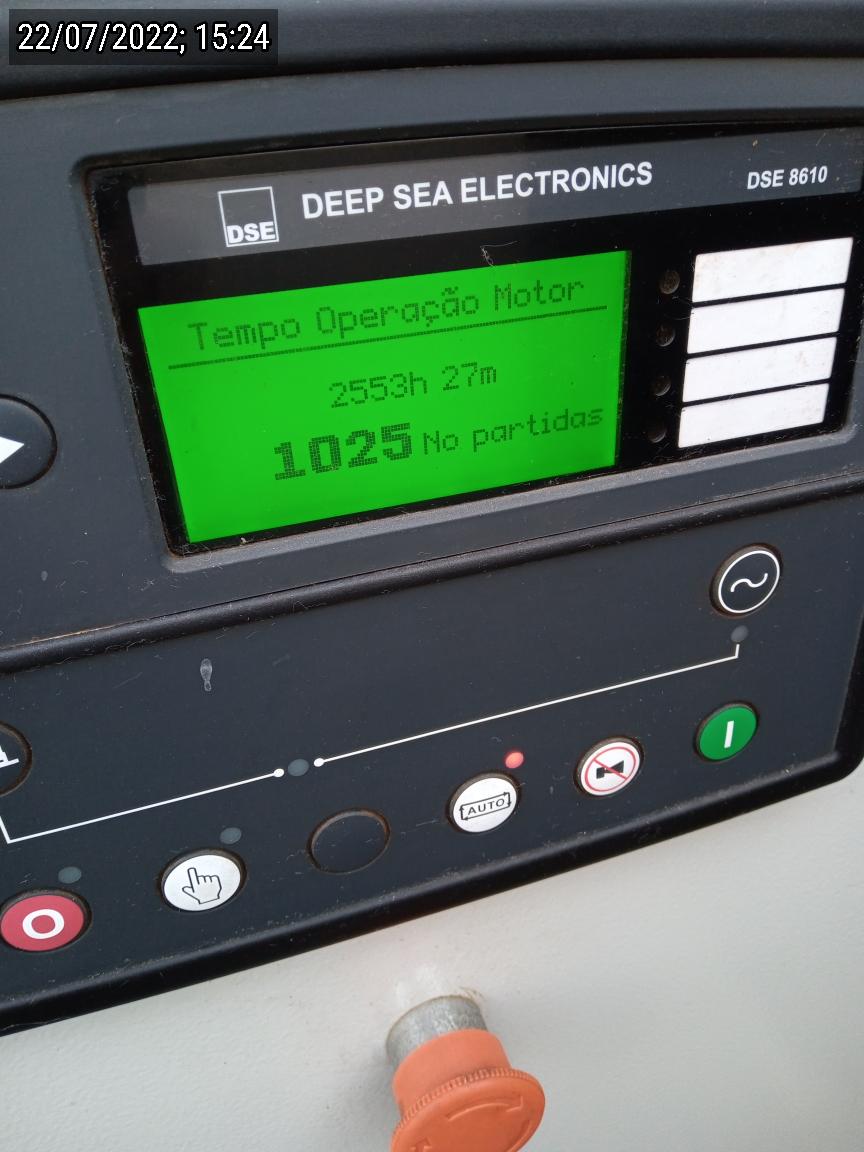 22/07/2022; 15:24
DSE
DEEP SEA ELECTRONICS
DSE 8610
Tempo Operação Motor
2553h 27m
1025 No partidas
AUTO